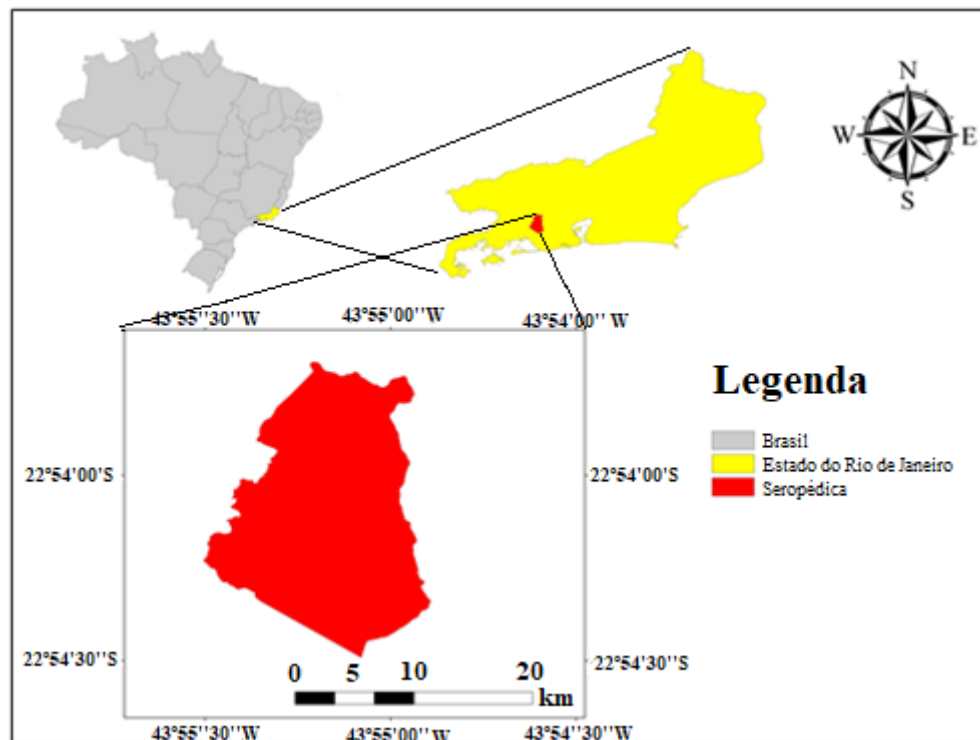 N
W E
S
43°55''30''W 43°55'00''W 43°54'00'' W
Legenda
Brasil
Estado do Rio de Janeiro
Seropédica
22°54'00'S 22°54'00'S
22°54'30''S 22°54'30''S
0 5 10 20
km
43°55''30''W 43°55'00''W 43°54'30''W